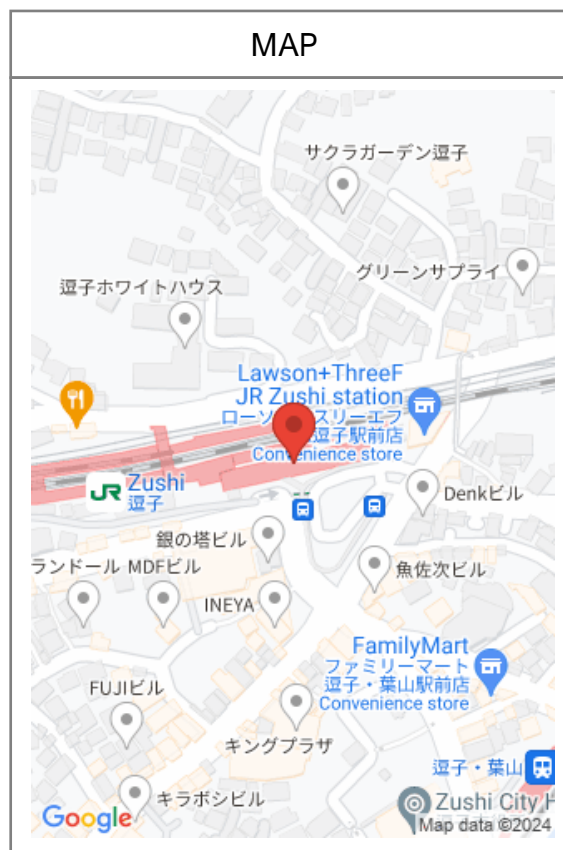 MAP
サクラガーデン逗子
グリーンサプライ
逗子ホワイトハウス
Lawson+ThreeF
JR Zushi station
ローソ スリーエフ
逗子駅前店
Convenience store
JR
Zushi
逗子
Denkビル
銀の塔ビル
ランドール MDFビル
魚佐次ビル
INEYA
FamilyMart
ファミリーマート
逗子・葉山駅前店
Convenience store
FUJIビル
キングプラザ
逗子・葉山
キラボシビル
Zushi City
Google
Map data ©2024